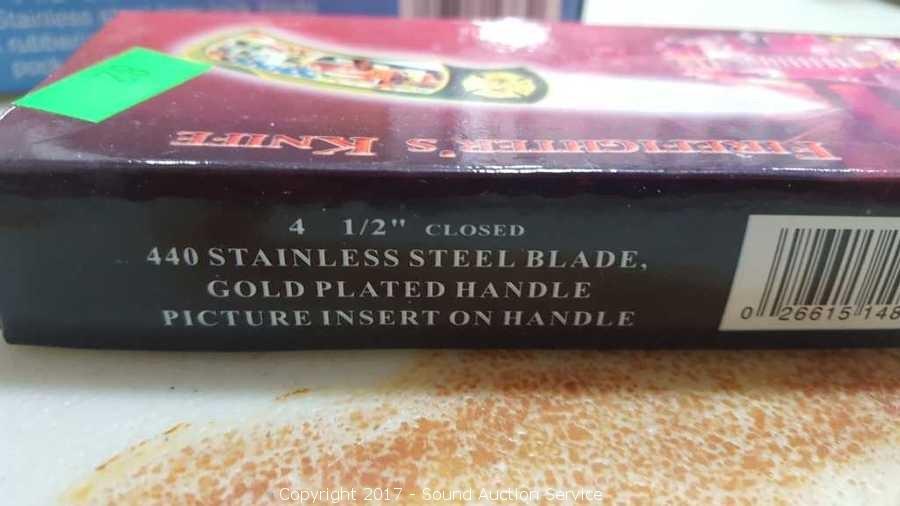 Stainless
FIREFIGHTER'S KNIFE
4 1/2" CLOSED
440 STAINLESS STEEL BLADE,
GOLD PLATED HANDLE
PICTURE INSERT ON HANDLE
0 26615 148
Copyright 2017 - Sound Auction Service